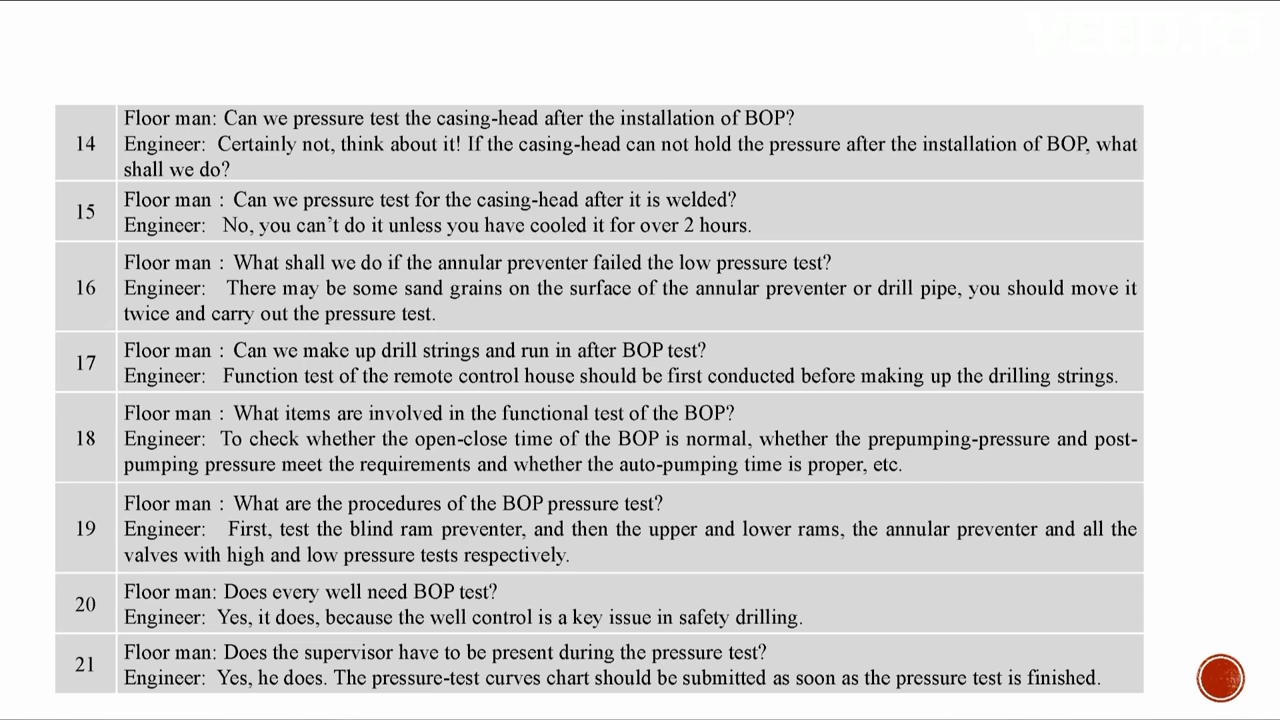 14
Floor man: Can we pressure test the casing-head after the installation of BOP?
Engineer: Certainly not, think about it! If the casing-head can not hold the pressure after the installation of BOP, what
shall we do?
15
Floor man : Can we pressure test for the casing-head after it is welded?
Engineer: No, you can’t do it unless you have cooled it for over 2 hours.
16
Floor man : What shall we do if the annular preventer failed the low pressure test?
Engineer: There may be some sand grains on the surface of the annular preventer or drill pipe, you should move it
twice and carry out the pressure test.
17
Floor man : Can we make up drill strings and run in after BOP test?
Engineer: Function test of the remote control house should be first conducted before making up the drilling strings.
18
Floor man : What items are involved in the functional test of the BOP?
Engineer: To check whether the open-close time of the BOP is normal, whether the prepumping-pressure and post-
pumping pressure meet the requirements and whether the auto-pumping time is proper, etc.
19
Floor man : What are the procedures of the BOP pressure test?
Engineer: First, test the blind ram preventer, and then the upper and lower rams, the annular preventer and all the
valves with high and low pressure tests respectively.
20
Floor man: Does every well need BOP test?
Engineer: Yes, it does, because the well control is a key issue in safety drilling.
21
Floor man: Does the supervisor have to be present during the pressure test?
Engineer: Yes, he does. The pressure-test curves chart should be submitted as soon as the pressure test is finished.